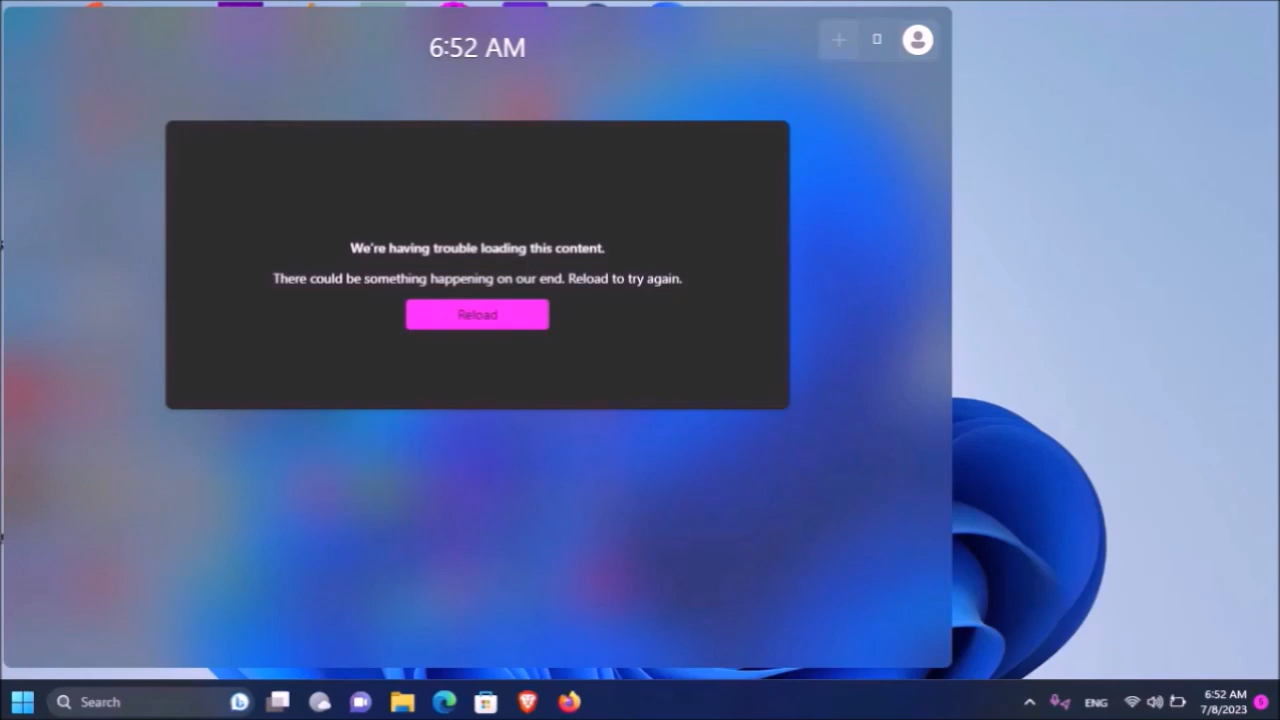 6:52 AM
We're having trouble loading this content.
There could be something happening on our end. Reload to try again.
Reload
Search
ENG
6:52 AM
7/8/2023